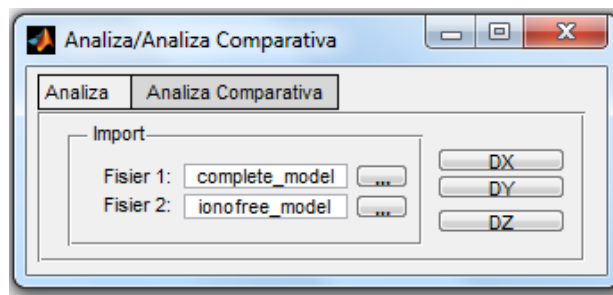 Analiza/Analiza Comparativa
Analiza Analiza Comparativa
Import
Fisier 1: complete_model ...
Fisier 2: ionofree_model ...
DX
DY
DZ